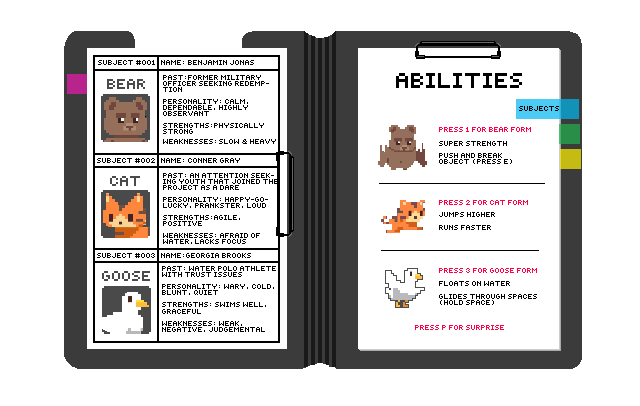 SUBJECT #001
NAME: BENJAMIN JONAS
BEAR
PAST:FORMER MILITARY
OFFICER SEEKING REDEMP-
TION
PERSONALITY: CALM,
DEPENDABLE, HIGHLY
OBSERVANT
STRENGTHS:PHYSICALLY
STRONG
WEAKNESSES: SLOW & HEAVY
SUBJECT #002
NAME: CONNER GRAY
CAT
PAST: AN ATTENTION SEEK-
ING YOUTH THAT JOINED THE
PROJECT AS A DARE
PERSONALITY: HAPPY-GO-
LUCKY, PRANKSTER, LOUD
STRENGTHS:AGILE,
POSITIVE
WEAKNESSES: AFRAID OF
WATER, LACKS FOCUS
SUBJECT #003
NAME:GEORGIA BROOKS
GOOSE
PAST: WATER POLO ATHLETE
WITH TRUST ISSUES
PERSONALITY: WARY, COLD,
BLUNT, QUIET
STRENGTHS: SWIMS WELL,
GRACEFUL
WEAKNESSES: WEAK,
NEGATIVE, JUDGEMENTAL
ABILITIES
SUBJECTS
PRESS 1 FOR BEAR FORM
SUPER STRENGTH
PUSH AND BREAK
OBJECT (PRESS E)
PRESS 2 FOR CAT FORM
JUMPS HIGHER
RUNS FASTER
PRESS 3 FOR GOOSE FORM
FLOATS ON WATER
GLIDES THROUGH SPACES
(HOLD SPACE)
PRESS P FOR SURPRISE